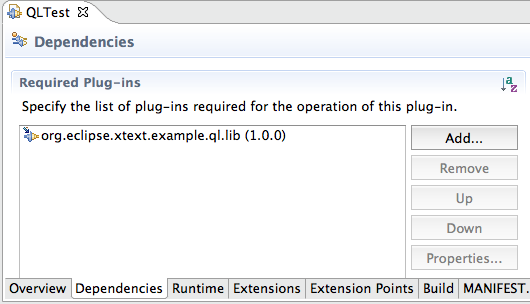 QLTest
Dependencies
Required Plug-ins
Specify the list of plug-ins required for the operation of this plug-in.
org.eclipse.xtext.example.ql.lib (1.0.0)
Add...
Remove
Up
Down
Properties...
Overview Dependencies Runtime Extensions Extension Points Build MANIFEST.